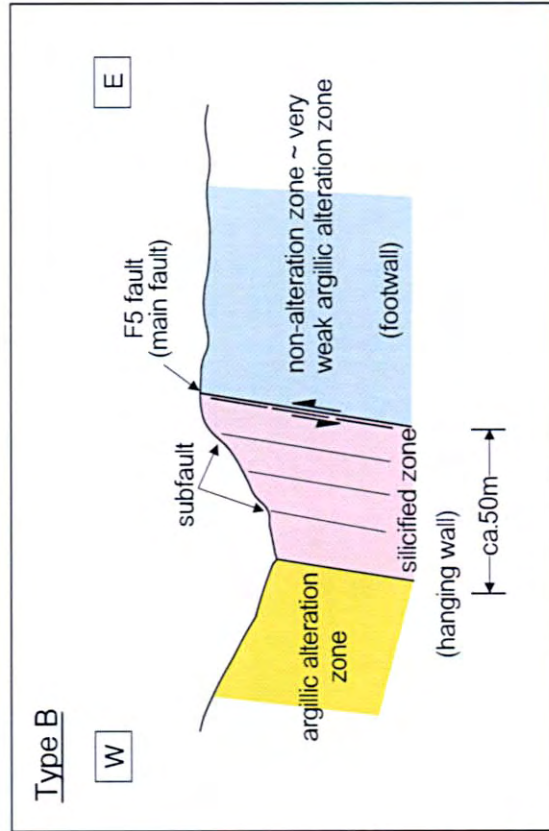 Type B
W
E
F5 fault
(main fault)
subfault
argillic alteration
zone
silicified zone
(hanging wall)
non-alteration zone ~ very
weak argillic alteration zone
(footwall)
ca.50m